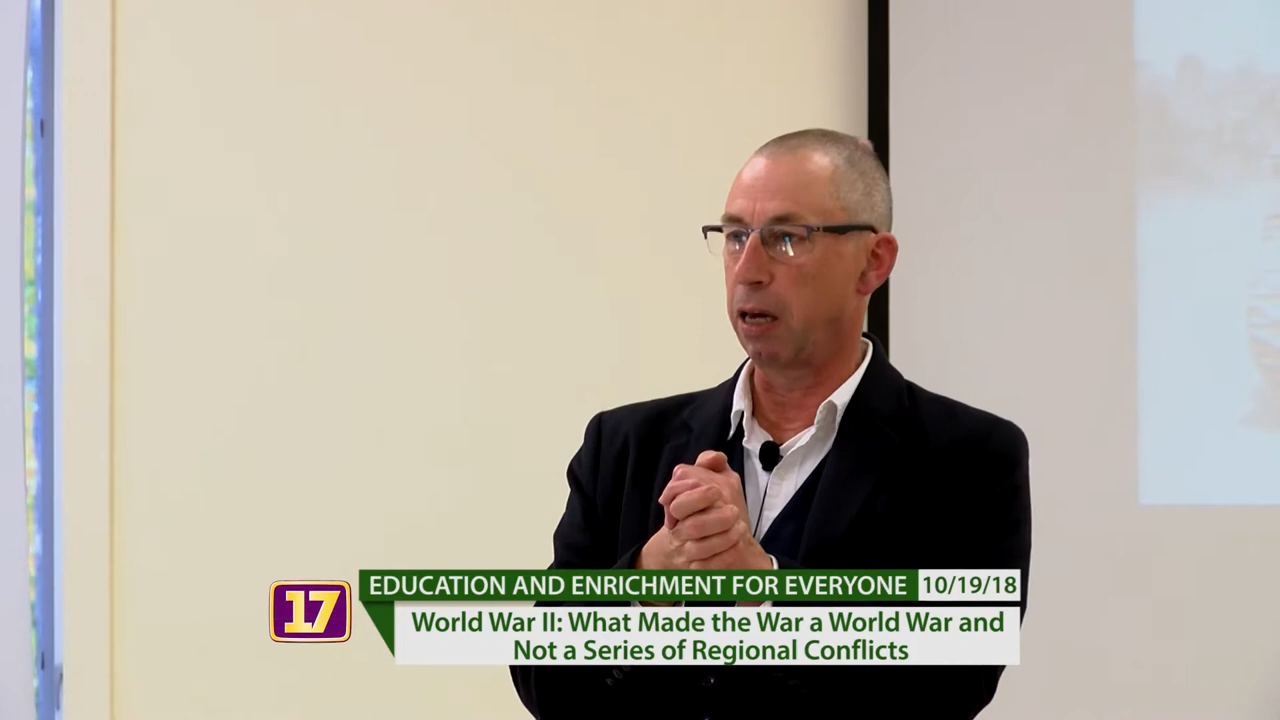 17
EDUCATION AND ENRICHMENT FOR EVERYONE 10/19/18
World War II: What Made the War a World War and
Not a Series of Regional Conflicts